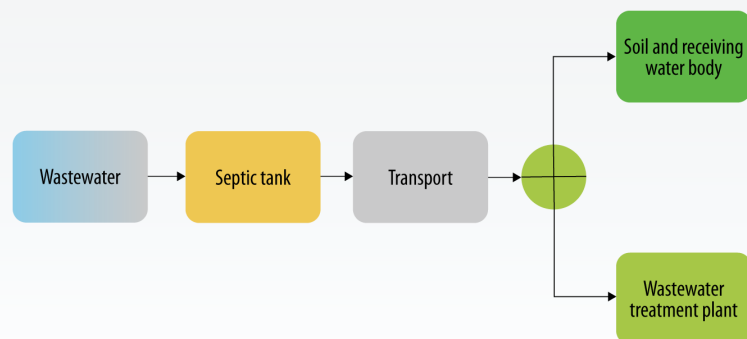 Soil and receiving
water body
Wastewater
Septic tank
Transport
Wastewater
treatment plant